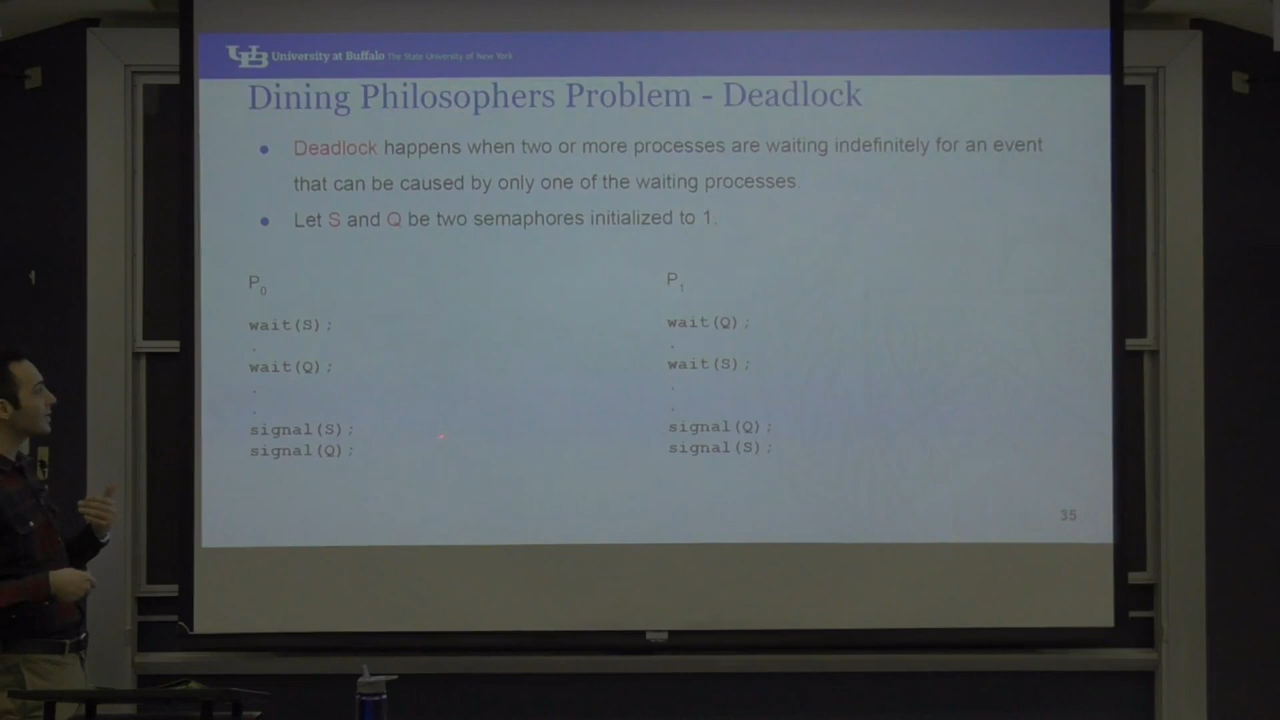 University at Buffalo The State University of New York
Dining Philosophers Problem - Deadlock
• Deadlock happens when two or more processes are waiting indefinitely for an event
that can be caused by only one of the waiting processes.
• Let S and Q be two semaphores initialized to 1.
P0
wait(S);
.
wait(Q);
.
.
signal(S);
signal(Q);
P1
wait(Q);
.
wait(S);
.
.
signal(Q);
signal(S);
35